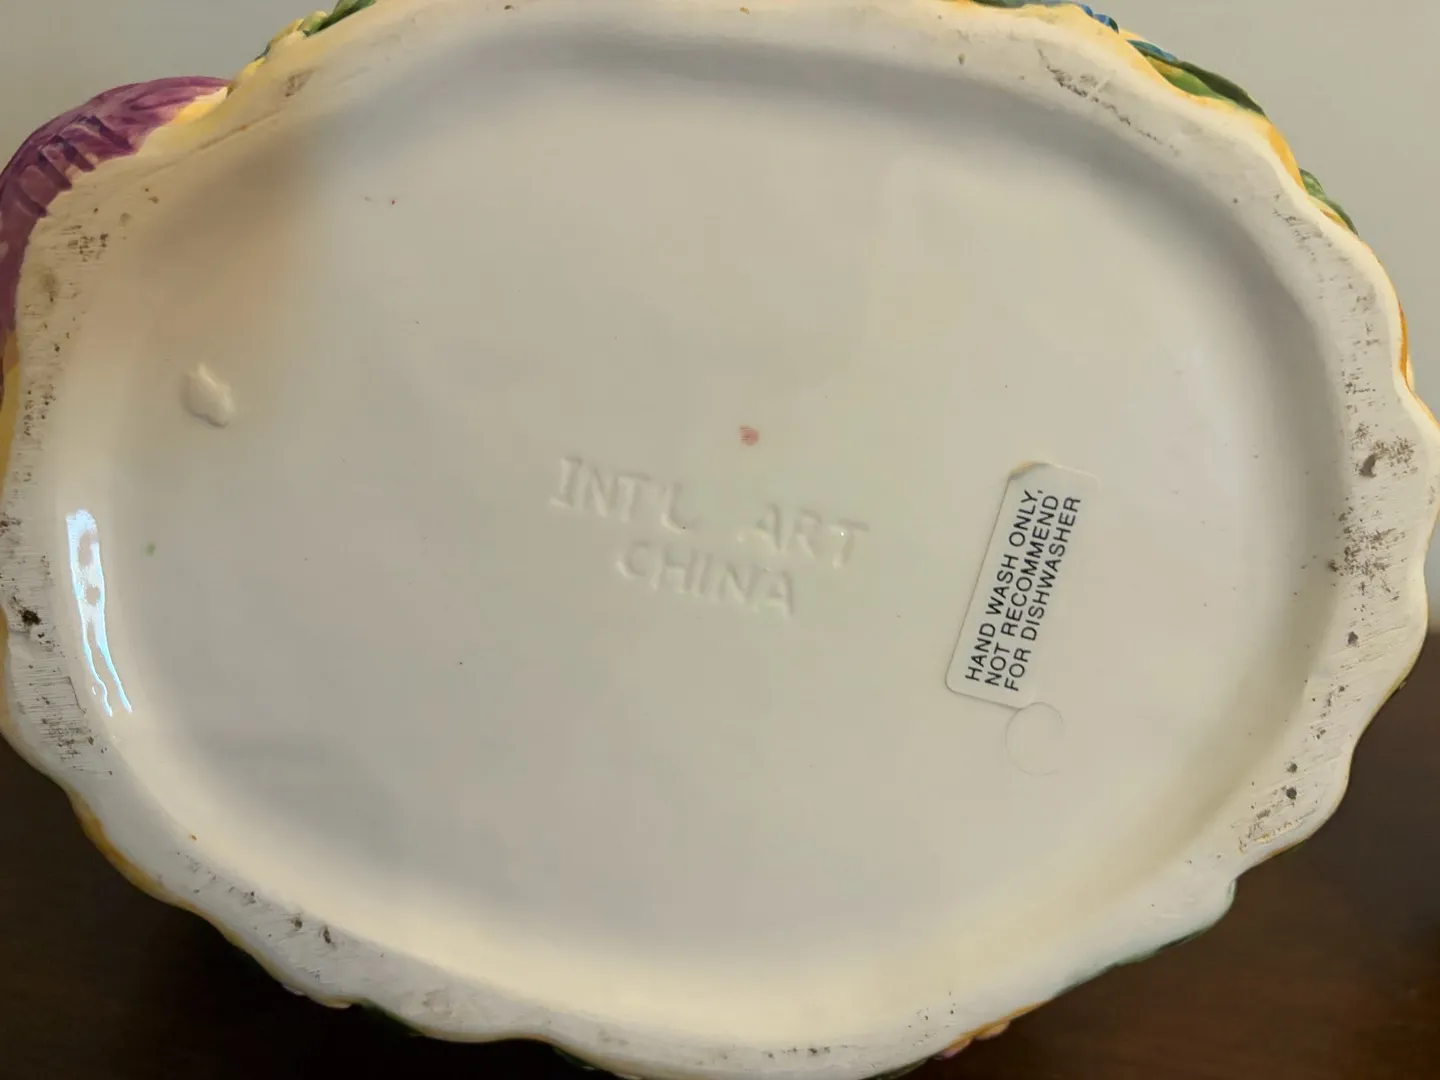 INT'L ART
CHINA
HAND WASH ONLY,
NOT RECOMMEND
FOR DISHWASHER